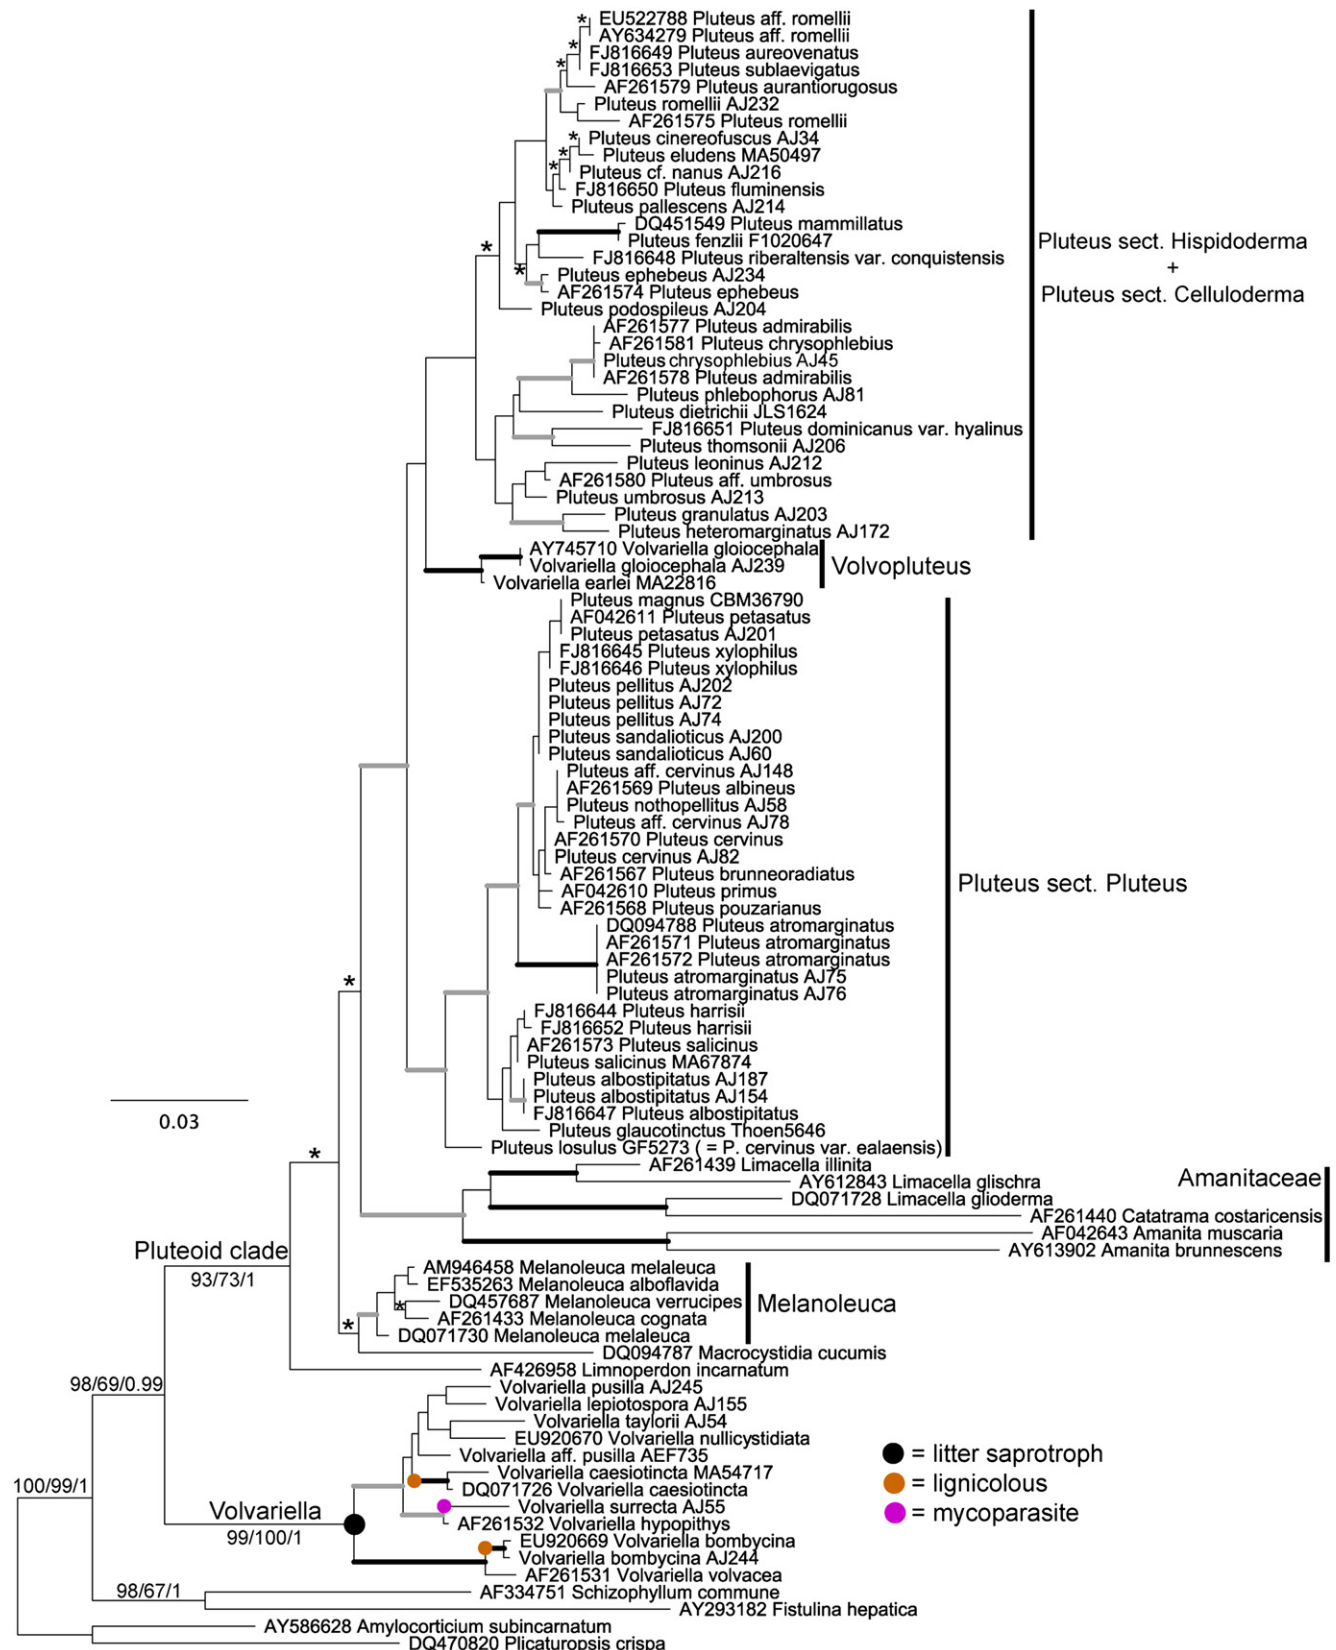 * EU522788 Pluteus aff. romellii
AY634279 Pluteus aff. romellii
* FJ816649 Pluteus aureovenatus
* FJ816653 Pluteus sublaevigatus
AF261579 Pluteus aurantiorugosus
Pluteus romellii AJ232
AF261575 Pluteus romellii
* Pluteus cinereofuscus AJ34
* Pluteus eludens MA50497
* Pluteus cf. nanus AJ216
FJ816650 Pluteus fluminensis
Pluteus pallescens AJ214
DQ451549 Pluteus mammillatus
Pluteus fenzlii F1020647
*
FJ816648 Pluteus riberaltensis var. conquistensis
* Pluteus ephebeus AJ234
AF261574 Pluteus ephebeus
Pluteus podospileus AJ204
AF261577 Pluteus admirabilis
AF261581 Pluteus chrysophlebius
Pluteus chrysophlebius AJ45
AF261578 Pluteus admirabilis
Pluteus phlebophorus AJ81
Pluteus dietrichii JLS1624
FJ816651 Pluteus dominicanus var. hyalinus
Pluteus thomsonii AJ206
Pluteus leoninus AJ212
AF261580 Pluteus aff. umbrosus
Pluteus umbrosus AJ213
Pluteus granulatus AJ203
Pluteus heteromarginatus AJ172
Pluteus sect. Hispidoderma
+
Pluteus sect. Celluloderma
AY745710 Volvariella gloiocephala
Volvariella gloiocephala AJ239
Volvariella earlei MA22816
Volvopluteus
Pluteus magnus CBM36790
AF042611 Pluteus petasatus
Pluteus petasatus AJ201
FJ816645 Pluteus xylophilus
FJ816646 Pluteus xylophilus
Pluteus pellitus AJ202
Pluteus pellitus AJ72
Pluteus pellitus AJ74
Pluteus sandalioticus AJ200
Pluteus sandalioticus AJ60
Pluteus aff. cervinus AJ148
AF261569 Pluteus albineus
Pluteus nothopellitus AJ58
Pluteus aff. cervinus AJ78
AF261570 Pluteus cervinus
Pluteus cervinus AJ82
AF261567 Pluteus brunneoradiatus
AF042610 Pluteus primus
AF261568 Pluteus pouzarianus
DQ094788 Pluteus atromarginatus
AF261571 Pluteus atromarginatus
AF261572 Pluteus atromarginatus
Pluteus atromarginatus AJ75
Pluteus atromarginatus AJ76
FJ816644 Pluteus harrisii
FJ816652 Pluteus harrisii
AF261573 Pluteus salicinus
Pluteus salicinus MA67874
Pluteus albostipitatus AJ187
Pluteus albostipitatus AJ154
FJ816647 Pluteus albostipitatus
Pluteus glaucotinctus Thoen5646
Pluteus losulus GF5273 ( = P. cervinus var. ealaensis)
Pluteus sect. Pluteus
*
0.03
*
AF261439 Limacella illinita
AY612843 Limacella glischra
DQ071728 Limacella glioderma
AF261440 Catatrama costaricensis
AF042643 Amanita muscaria
AY613902 Amanita brunnescens
Amanitaceae
Pluteoid clade
93/73/1
AM946458 Melanoleuca melaleuca
EF535263 Melanoleuca alboflavida
DQ457687 Melanoleuca verrucipes
* AF261433 Melanoleuca cognata
* DQ071730 Melanoleuca melaleuca
Melanoleuca
DQ094787 Macrocystidia cucumis
AF426958 Limnoperdon incarnatum
98/69/0.99
Volvariella pusilla AJ245
Volvariella lepiotospora AJ155
Volvariella taylorii AJ54
EU920670 Volvariella nullicystidiata
Volvariella aff. pusilla AEF735
Volvariella caesiotincta MA54717
DQ071726 Volvariella caesiotincta
Volvariella surrecta AJ55
AF261532 Volvariella hypopithys
EU920669 Volvariella bombycina
Volvariella bombycina AJ244
AF261531 Volvariella volvacea
100/99/1
Volvariella
99/100/1
= litter saprotroph
= lignicolous
= mycoparasite
98/67/1
AF334751 Schizophyllum commune
AY293182 Fistulina hepatica
AY586628 Amylocorticium subincarnatum
DQ470820 Plicaturopsis crispa